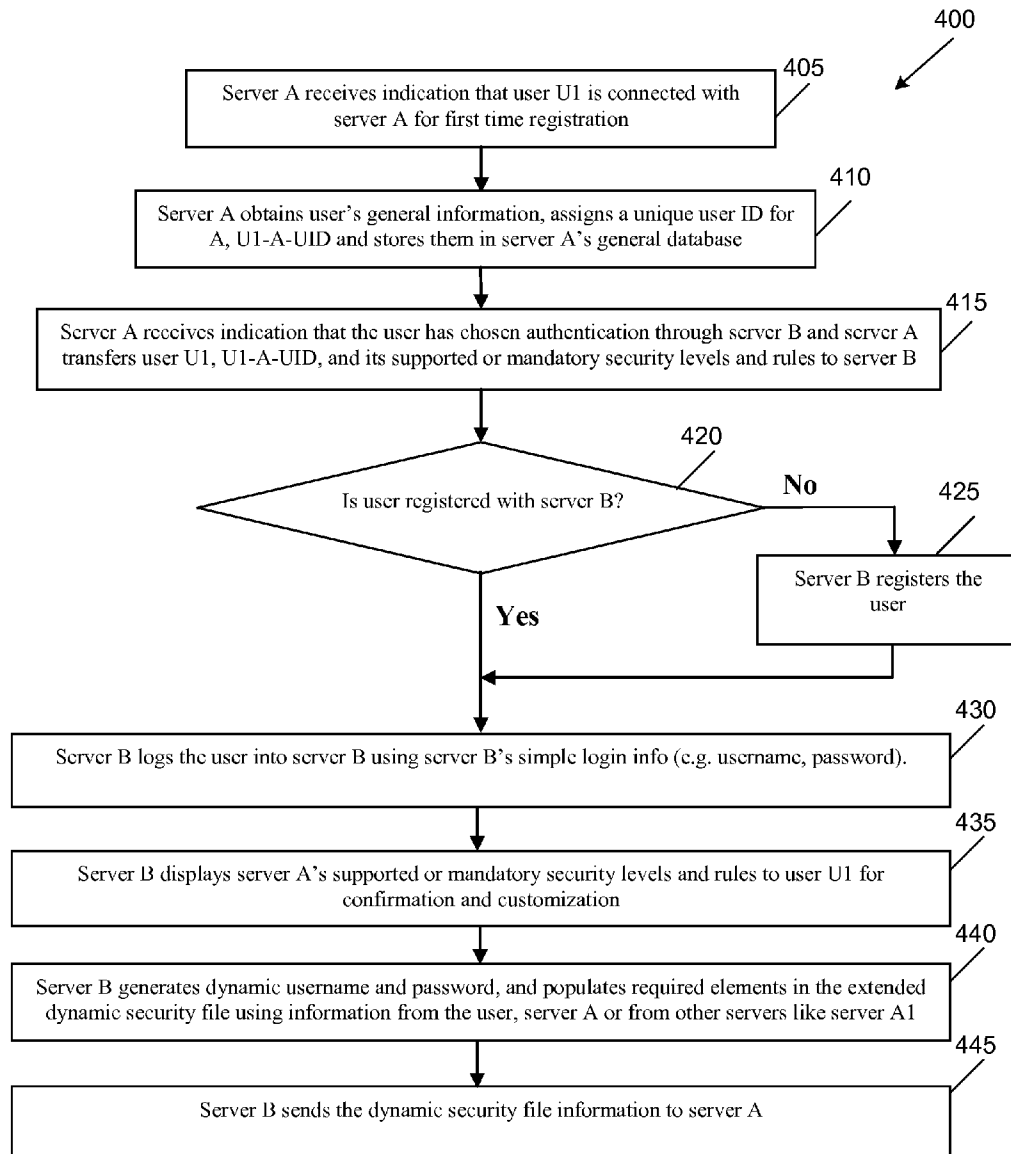 400
405
Server A receives indication that user U1 is connected with
server A for first time registration
410
Server A obtains user's general information, assigns a unique user ID for
A, U1-A-UID and stores them in server A's general database
415
Server A receives indication that the user has chosen authentication through server B and server A
transfers user U1, U1-A-UID, and its supported or mandatory security levels and rules to server B
420
Is user registered with server B?
No
425
Server B registers the
user
Yes
430
Server B logs the user into server B using server B's simple login info (e.g. username, password).
435
Server B displays server A's supported or mandatory security levels and rules to user U1 for
confirmation and customization
440
Server B generates dynamic username and password, and populates required elements in the extended
dynamic security file using information from the user, server A or from other servers like server A1
445
Server B sends the dynamic security file information to server A